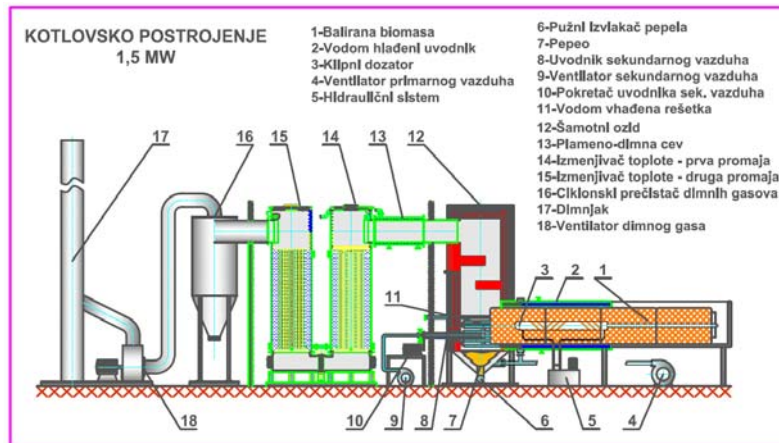 KOTLOVSKO POSTROJENJE
1,5 MW
1-Balirana biomasa
2-Vodom hlađeni uvodnik
3-Klipni dozator
4-Ventilator primarnog vazduha
5-Hidraulični sistem
6-Pužni Izvlakač pepela
7-Pepeo
8-Uvodnik sekundarnog vazduha
9-Ventilator sekundarnog vazduha
10-Pokretač uvodnika sek. vazduha
11-Vodom vhađena rešetka
12-Šamotni ozid
13-Plameno-dimna cev
14-Izmenjivač toplote - prva promaja
15-Izmenjivač toplote - druga promaja
16-Ciklonski prečistač dimnih gasova
17-Dimnjak
18-Ventilator dimnog gasa
17
16
15
14
13
12
11
3
2
1
18
10
9
8
7
6
5
4